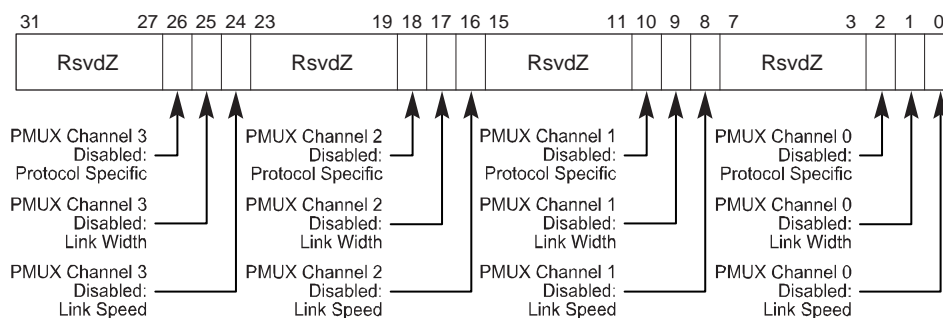 31 27 26 25 24 23 19 18 17 16 15 11 10 9 8 7 3 2 1 0
RsvdZ RsvdZ RsvdZ RsvdZ
PMUX Channel 3 PMUX Channel 2 PMUX Channel 1 PMUX Channel 0
Disabled: Disabled: Disabled: Disabled:
Protocol Specific Protocol Specific Protocol Specific Protocol Specific
PMUX Channel 3 PMUX Channel 2 PMUX Channel 1 PMUX Channel 0
Disabled: Disabled: Disabled: Disabled:
Link Width Link Width Link Width Link Width
PMUX Channel 3 PMUX Channel 2 PMUX Channel 1 PMUX Channel 0
Disabled: Disabled: Disabled: Disabled:
Link Speed Link Speed Link Speed Link Speed